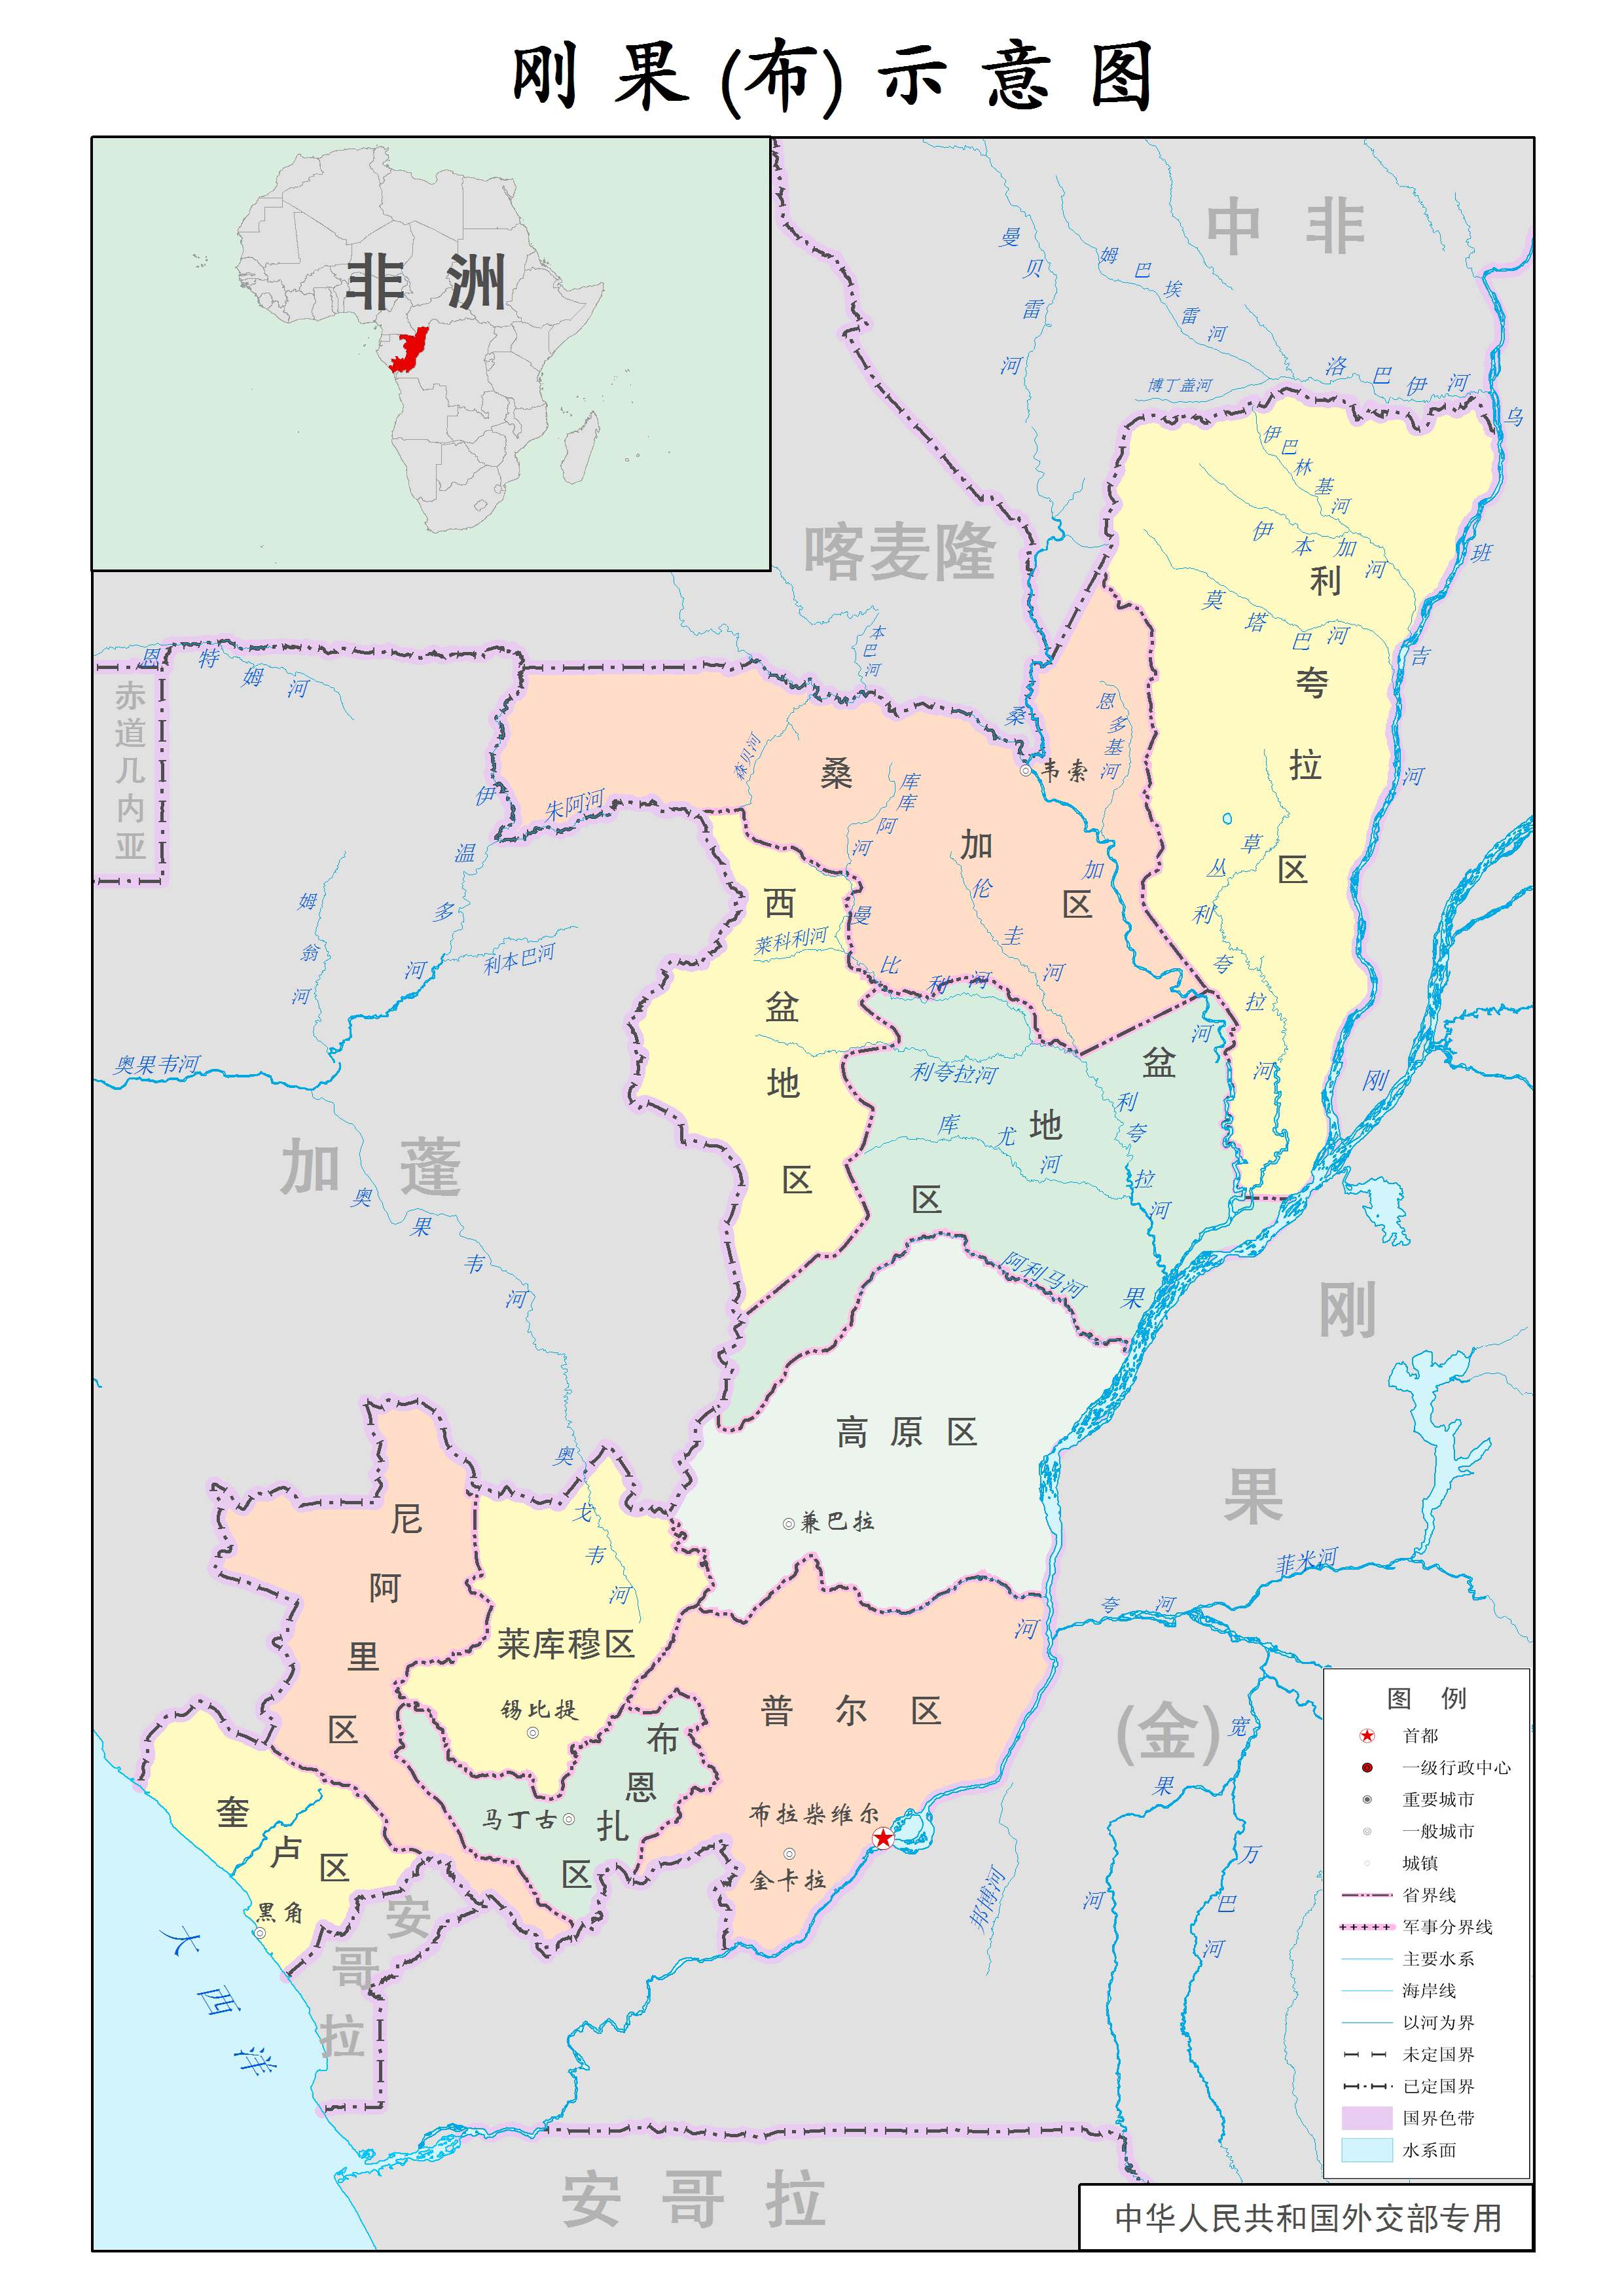 刚果(布)示意图
非洲
中非
曼贝雷河
姆巴埃雷河
洛巴伊河
博丁盖河
乌班吉河
伊巴林基河
伊本加河
喀麦隆
利夸拉区
莫塔巴河
本巴河
恩特姆河
赤道几内亚
桑加河
恩多基河
韦索
森贝河
桑加区
库库阿河
伊温多河
朱阿河
草丛利夸拉河
伦圭河
西盆地区
曼比利河
莱科利河
姆翁河
利本巴河
奥果韦河
盆地区
利夸拉河
利夸拉河
库尤河
加蓬
奥果韦河
阿利马河
刚果河
刚果(金)
高原区
兼巴拉
奥戈韦河
尼阿里区
莱库穆区
锡比提
菲米河
夸河
普尔区
布恩扎区
马丁古
布拉柴维尔
金卡拉
奎卢区
黑角
宽果河
万巴河
邦博河
安哥拉
大西洋
安哥拉
图例
首都
一级行政中心
重要城市
一般城市
城镇
省界线
军事分界线
主要水系
海岸线
以河为界
未定国界
已定国界
国界色带
水系面
中华人民共和国外交部专用